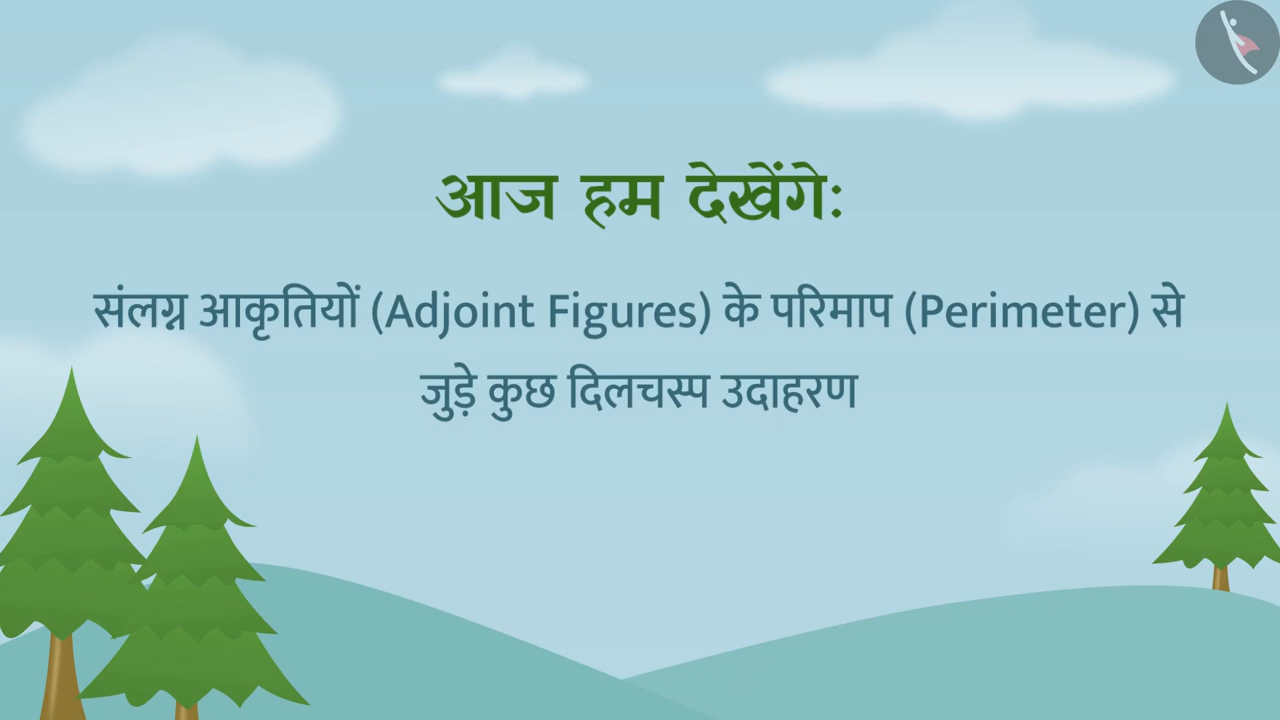 आज हम देखेंगे:
संलग्न आकृतियों (Adjoint Figures) के परिमाप (Perimeter) से
जुड़े कुछ दिलचस्प उदाहरण